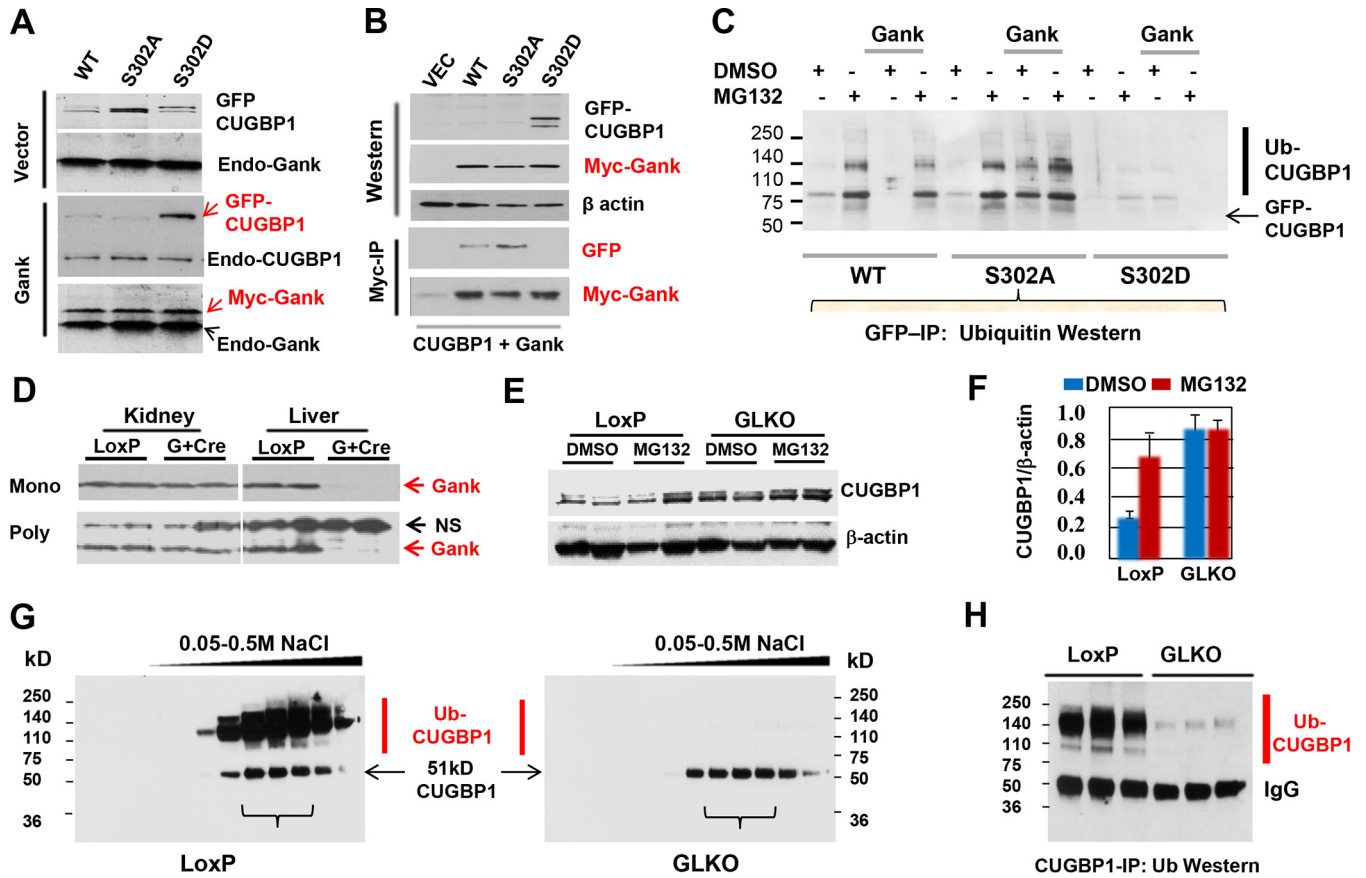 A
WT
S302A
S302D
Vector
GFP
CUGBP1
Endo-Gank
Gank
GFP-
CUGBP1
Endo-CUGBP1
Myc-Gank
Endo-Gank
B
VEC
WT
S302A
S302D
Western
GFP-
CUGBP1
Myc-Gank
β actin
Myc-IP
GFP
Myc-Gank
CUGBP1 + Gank
C
Gank Gank Gank
DMSO + - + - + - + - + - + -
MG132 - + - + - + - + - + - +
250
140
110
75
50
Ub-
CUGBP1
GFP-
CUGBP1
WT S302A S302D
GFP–IP: Ubiquitin Western
D
Kidney Liver
LoxP G+Cre LoxP G+Cre
Mono
Gank
Poly
NS
Gank
E
LoxP GLKO
DMSO MG132 DMSO MG132
CUGBP1
β-actin
F
DMSO MG132
CUGBP1/β-actin
1.0
0.8
0.6
0.4
0.2
0.0
LoxP GLKO
G
kD
0.05-0.5M NaCl
250
140
110
75
50
36
LoxP
Ub-
CUGBP1
51kD
CUGBP1
0.05-0.5M NaCl
kD
250
140
110
75
50
36
GLKO
H
LoxP GLKO
250
140
110
75
50
36
Ub-
CUGBP1
IgG
CUGBP1-IP: Ub Western